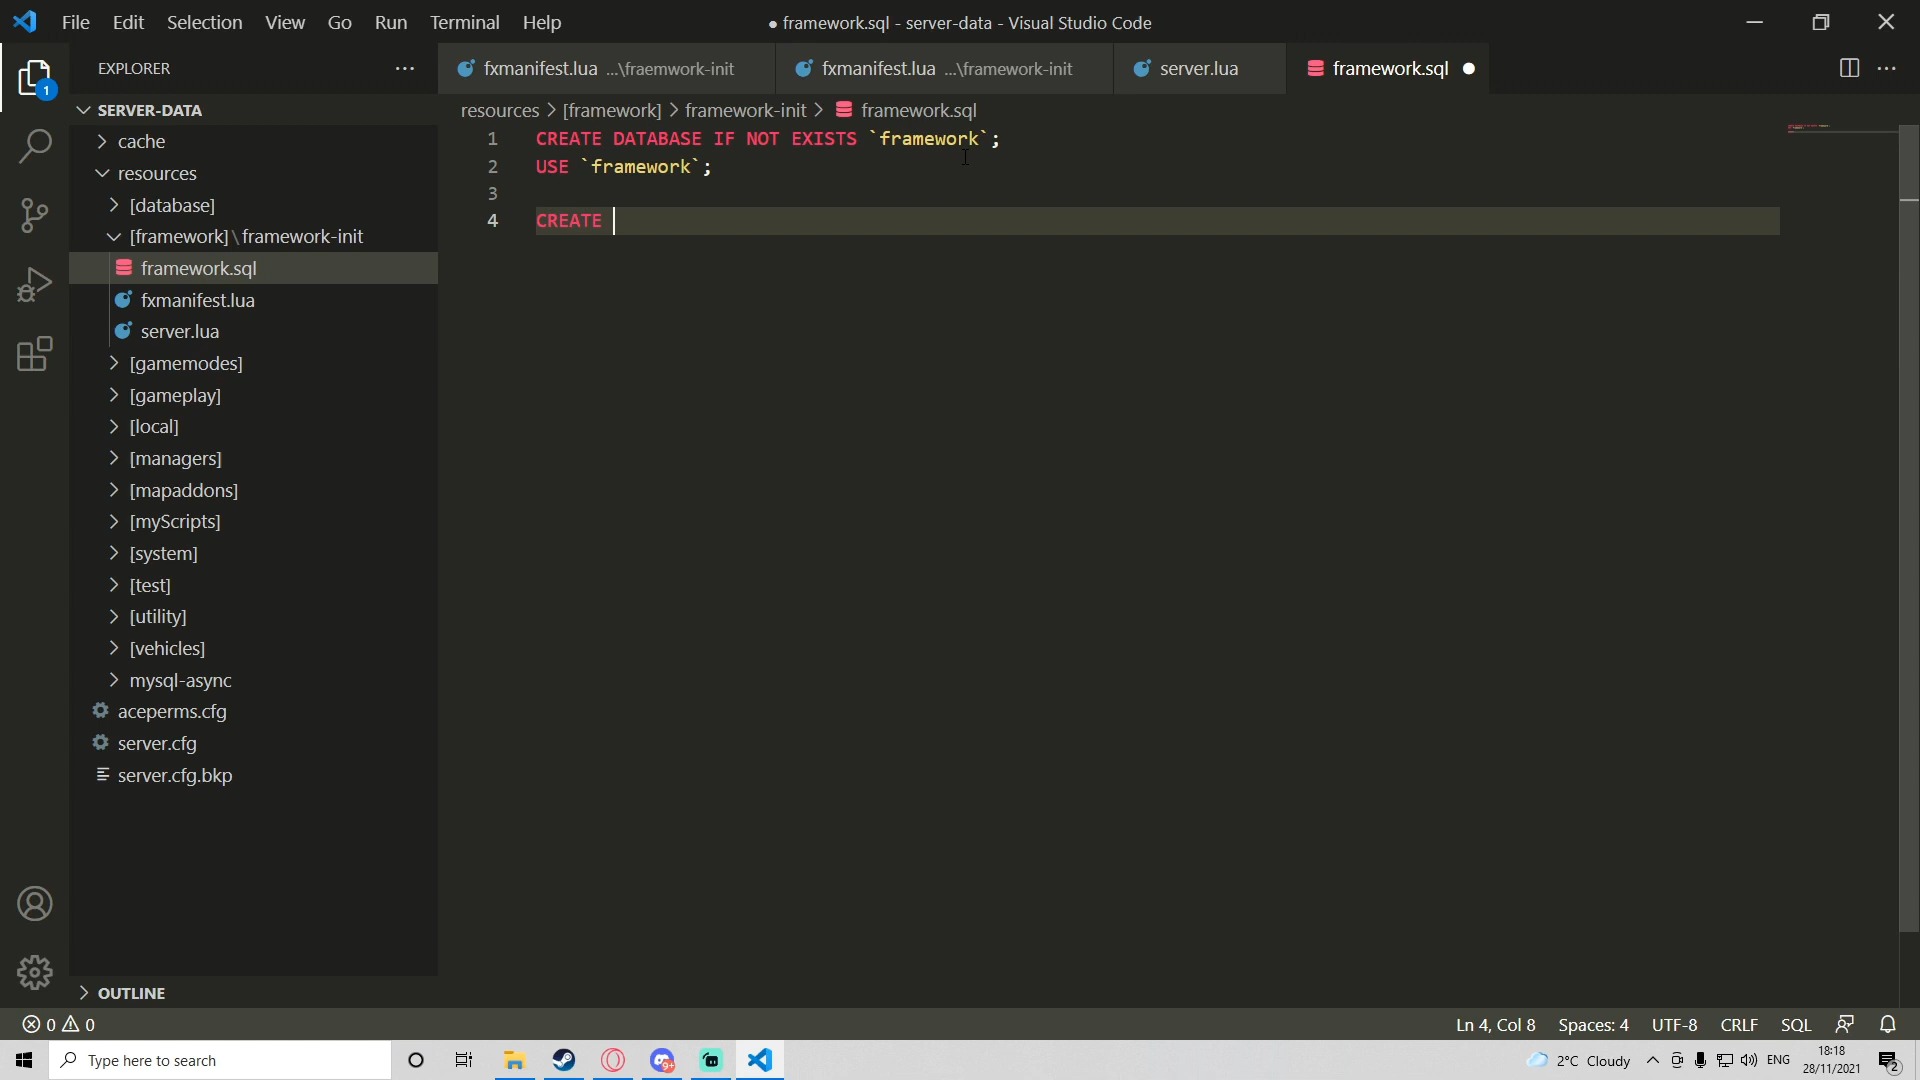 File Edit Selection View Go Run Terminal Help
● framework.sql - server-data - Visual Studio Code
EXPLORER ...
fxmanifest.lua ...\fraemwork-init
fxmanifest.lua ...\framework-init
server.lua
framework.sql
1
SERVER-DATA
cache
resources
[database]
[framework]\framework-init
framework.sql
fxmanifest.lua
server.lua
[gamemodes]
[gameplay]
[local]
[managers]
[mapaddons]
[myScripts]
[system]
[test]
[utility]
[vehicles]
mysql-async
aceperms.cfg
server.cfg
server.cfg.bkp
OUTLINE
resources > [framework] > framework-init > framework.sql
1 CREATE DATABASE IF NOT EXISTS `framework`;
2 USE `framework`;
3
4 CREATE
0 0
Ln 4, Col 8 Spaces: 4 UTF-8 CRLF SQL
Type here to search
9+
2°C Cloudy
ENG
18:18
28/11/2021
2